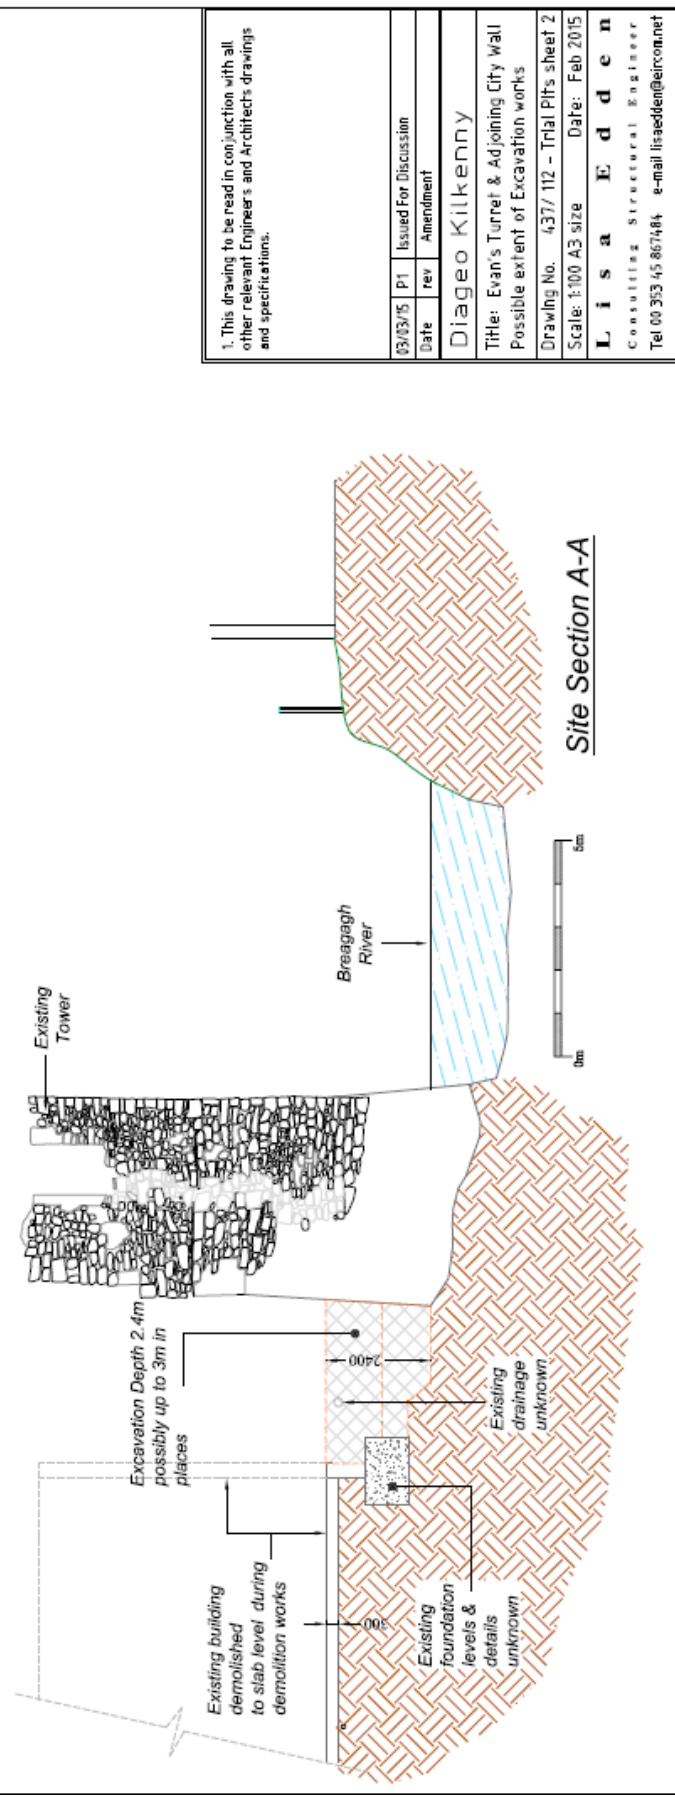 1. This drawing to be read in conjunction with all
other relevant Engineers and Architects drawings
and specifications.
03/03/15 P1 Issued For Discussion
Date rev Amendment
Diageo Kilkenny
Title: Evan's Turret & Adjoining City Wall
Possible extent of Excavation works
Drawing No. 437/ 112 - Trial Pits sheet 2
Scale: 1:100 A3 size Date: Feb 2015
Lisa Edden
Consulting Structural Engineer
Tel 00 353 45 867484 e-mail lisaedden@eircom.net
Existing
Tower
Breagagh
River
Excavation Depth 2.4m
possibly up to 3m in
places
2400
Existing building
demolished
to slab level during
demolition works
300
Existing
drainage
unknown
Existing
foundation
levels &
details
unknown
0m
5m
Site Section A-A